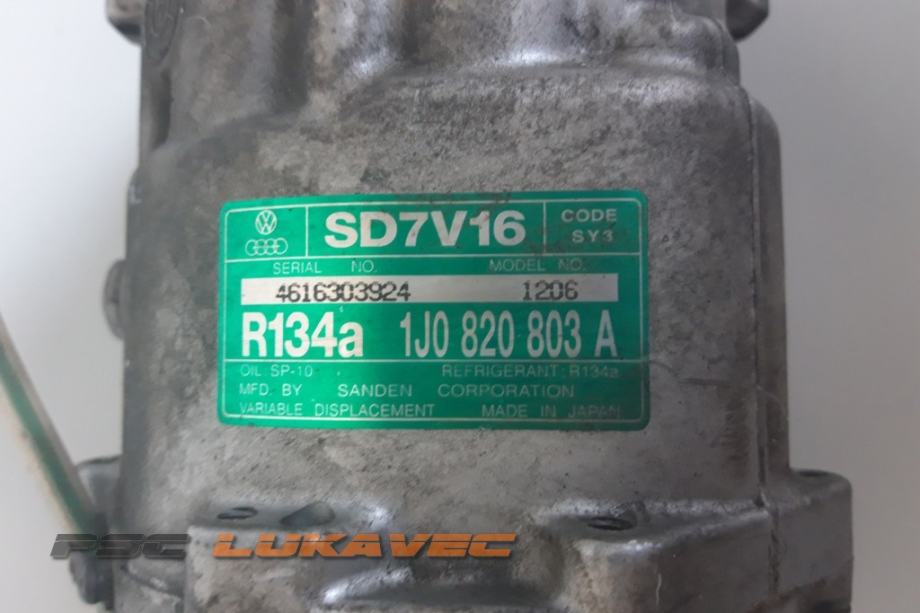 SD7V16
CODE
SY3
SERIAL NO. MODEL NO.
4616303924 1206
R134a 1J0 820 803 A
OIL: SP-10 REFRIGERANT: R134a
MFD. BY SANDEN CORPORATION
VARIABLE DISPLACEMENT MADE IN JAPAN
PSC LUKAVEC